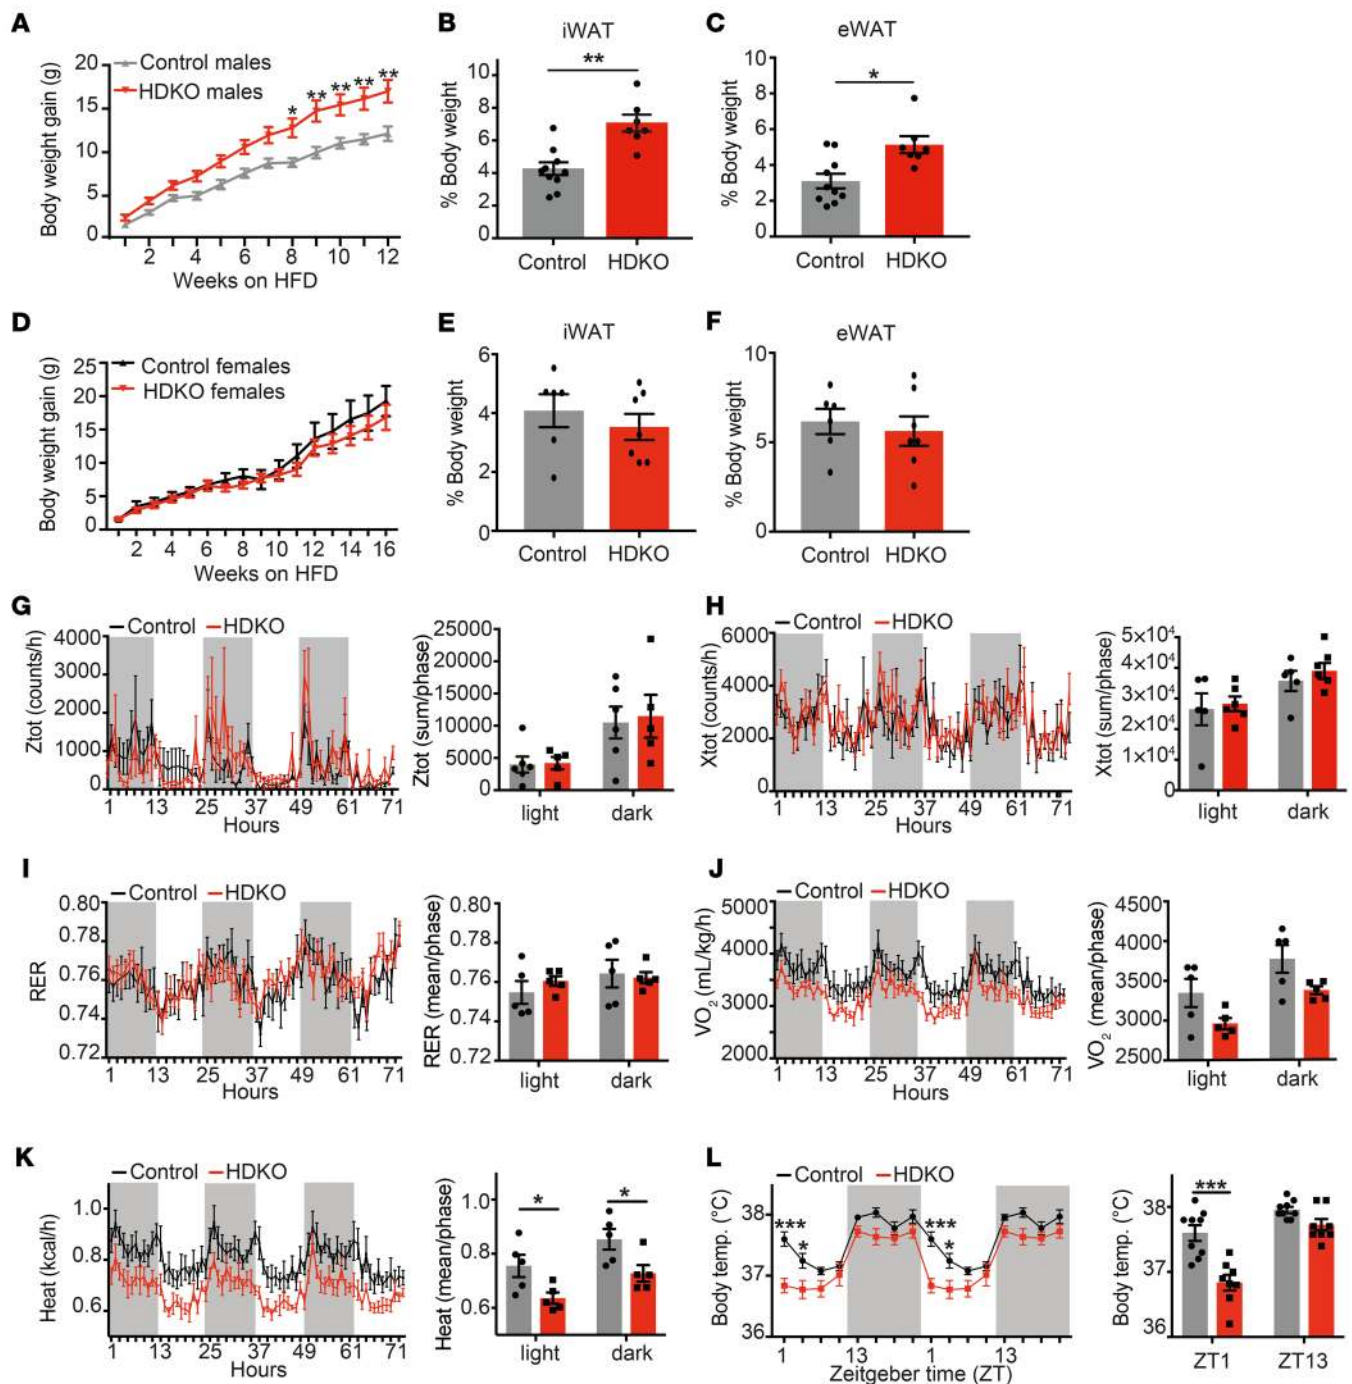 A
Body weight gain (g)
20
15
10
5
0
Control males
HDKO males
* ** ** ** **
2 4 6 8 10 12
Weeks on HFD
B
iWAT
**
% Body weight
10
8
6
4
2
0
Control HDKO
C
eWAT
*
% Body weight
10
8
6
4
2
0
Control HDKO
D
Body weight gain (g)
25
20
15
10
5
0
Control females
HDKO females
2 4 6 8 10 12 14 16
Weeks on HFD
E
iWAT
% Body weight
6
4
2
0
Control HDKO
F
eWAT
% Body weight
10
5
0
Control HDKO
G
Control HDKO
Ztot (counts/h)
4000
3000
2000
1000
0
1 13 25 37 49 61 71
Hours
Ztot (sum/phase)
25000
20000
15000
10000
5000
0
light dark
H
Control HDKO
Xtot (counts/h)
6000
4000
2000
0
1 13 25 37 49 61 71
Hours
Xtot (sum/phase)
5×10⁴
4×10⁴
3×10⁴
2×10⁴
1×10⁴
0
light dark
I
Control HDKO
RER
0.80
0.78
0.76
0.74
0.72
1 13 25 37 49 61 71
Hours
RER (mean/phase)
0.80
0.78
0.76
0.74
0.72
light dark
J
Control HDKO
VO₂ (mL/kg/h)
5000
4000
3000
2000
1 13 25 37 49 61 71
Hours
VO₂ (mean/phase)
4500
4000
3500
3000
2500
light dark
K
Control HDKO
Heat (kcal/h)
1.0
0.8
0.6
1 13 25 37 49 61 71
Hours
Heat (mean/phase)
1.0
0.8
0.6
* *
light dark
L
Control HDKO
Body temp. (°C)
38
37
36
*** * *** *
1 13 1 13
Zeitgeber time (ZT)
Body temp. (°C)
38
37
36
***
ZT1 ZT13